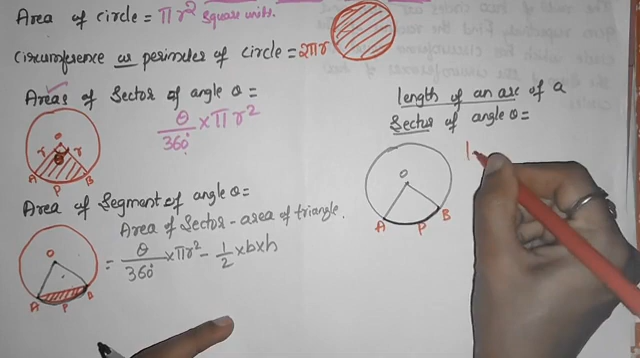 Area of circle = πr² square units.
Circumference or perimeter of circle = 2πr
Area of Sector of angle θ =
θ/360° × πr²
O
r θ r
A P B
Area of Segment of angle θ =
Area of Sector - area of triangle.
= θ/360° × πr² - 1/2 × b × h
O
A P B
length of an arc of a
Sector of angle θ =
O
A P B
l